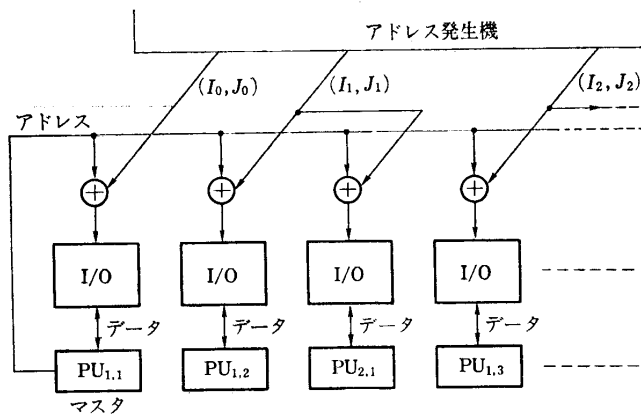 アドレス発生機
(I₀, J₀) (I₁, J₁) (I₂, J₂)
アドレス
+ + + +
I/O I/O I/O I/O
データ データ データ データ
PU₁,₁ PU₁,₂ PU₂,₁ PU₁,₃
マスタ